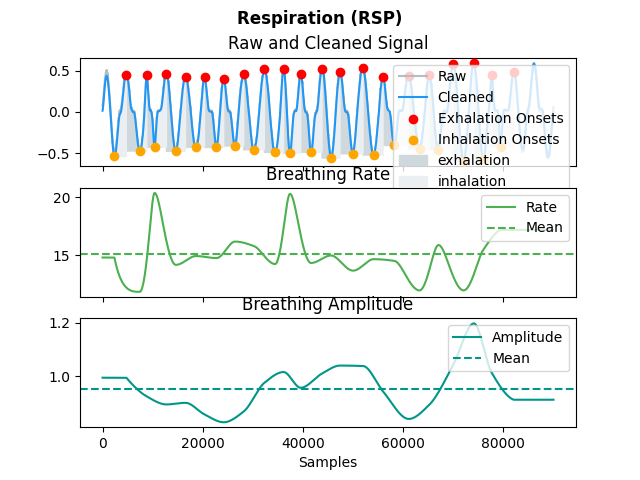 Respiration (RSP)
Raw and Cleaned Signal
0.5
0.0
−0.5
Raw
Cleaned
Exhalation Onsets
Inhalation Onsets
exhalation
inhalation
Breathing Rate
20
15
Rate
Mean
Breathing Amplitude
1.2
1.0
Amplitude
Mean
0 20000 40000 60000 80000
Samples